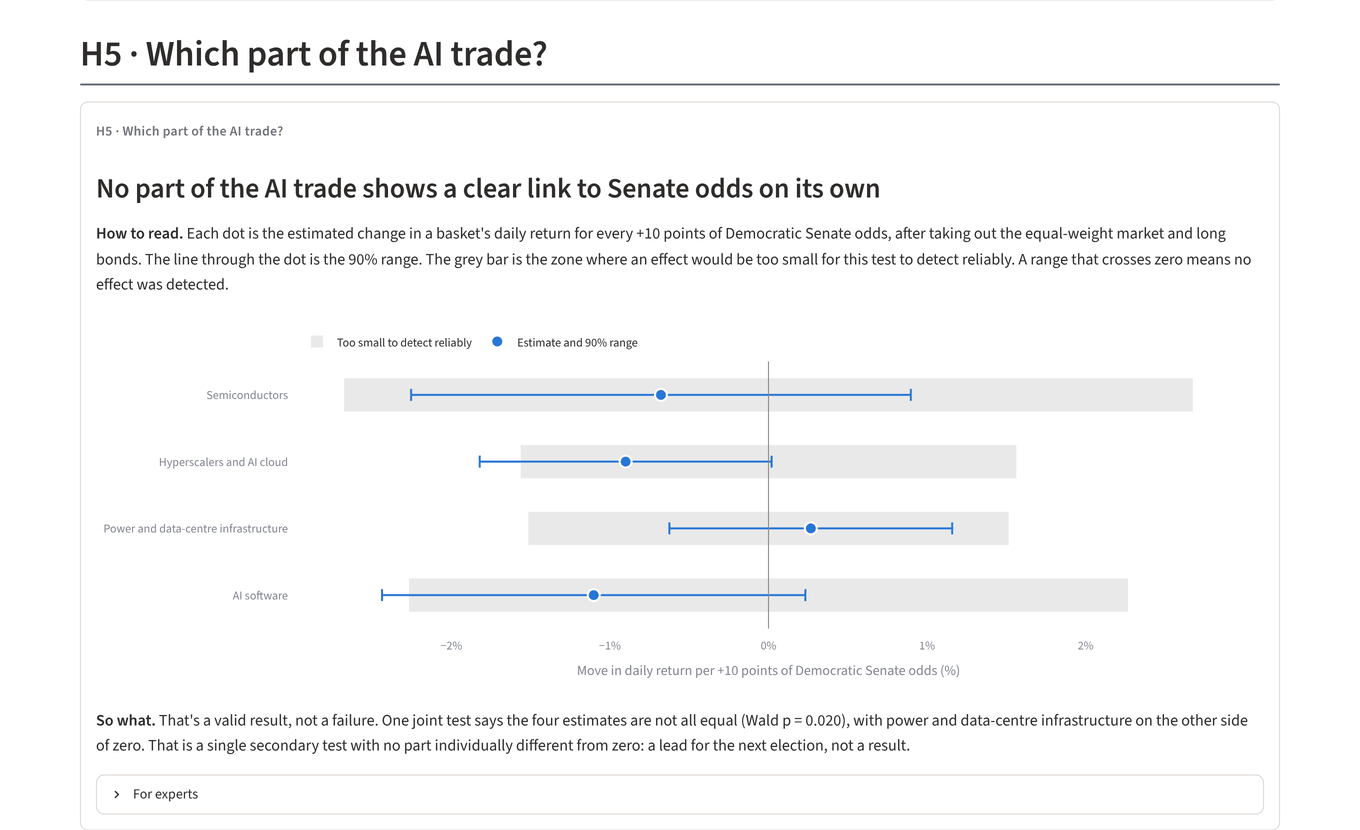 H5 · Which part of the AI trade?
H5 · Which part of the AI trade?
No part of the AI trade shows a clear link to Senate odds on its own
How to read. Each dot is the estimated change in a basket's daily return for every +10 points of Democratic Senate odds, after taking out the equal-weight market and long
bonds. The line through the dot is the 90% range. The grey bar is the zone where an effect would be too small for this test to detect reliably. A range that crosses zero means no
effect was detected.
Too small to detect reliably Estimate and 90% range
Semiconductors
Hyperscalers and AI cloud
Power and data-centre infrastructure
AI software
−2% −1% 0% 1% 2%
Move in daily return per +10 points of Democratic Senate odds (%)
So what. That's a valid result, not a failure. One joint test says the four estimates are not all equal (Wald p = 0.020), with power and data-centre infrastructure on the other side
of zero. That is a single secondary test with no part individually different from zero: a lead for the next election, not a result.
For experts